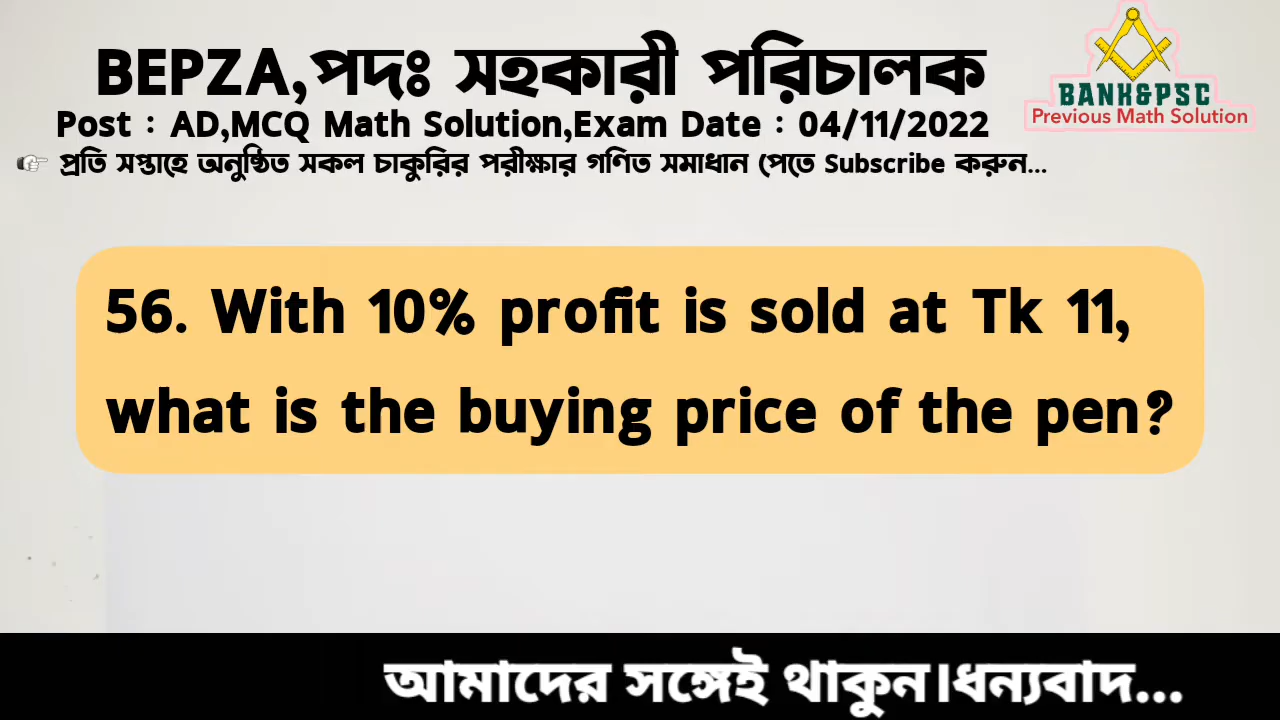 BEPZA,পদঃ সহকারী পরিচালক
Post : AD,MCQ Math Solution,Exam Date : 04/11/2022
প্রতি সপ্তাহে অনুষ্ঠিত সকল চাকুরির পরীক্ষার গণিত সমাধান পেতে Subscribe করুন...
BANK&PSC
Previous Math Solution
56. With 10% profit is sold at Tk 11,
what is the buying price of the pen?
আমাদের সঙ্গেই থাকুন।ধন্যবাদ...